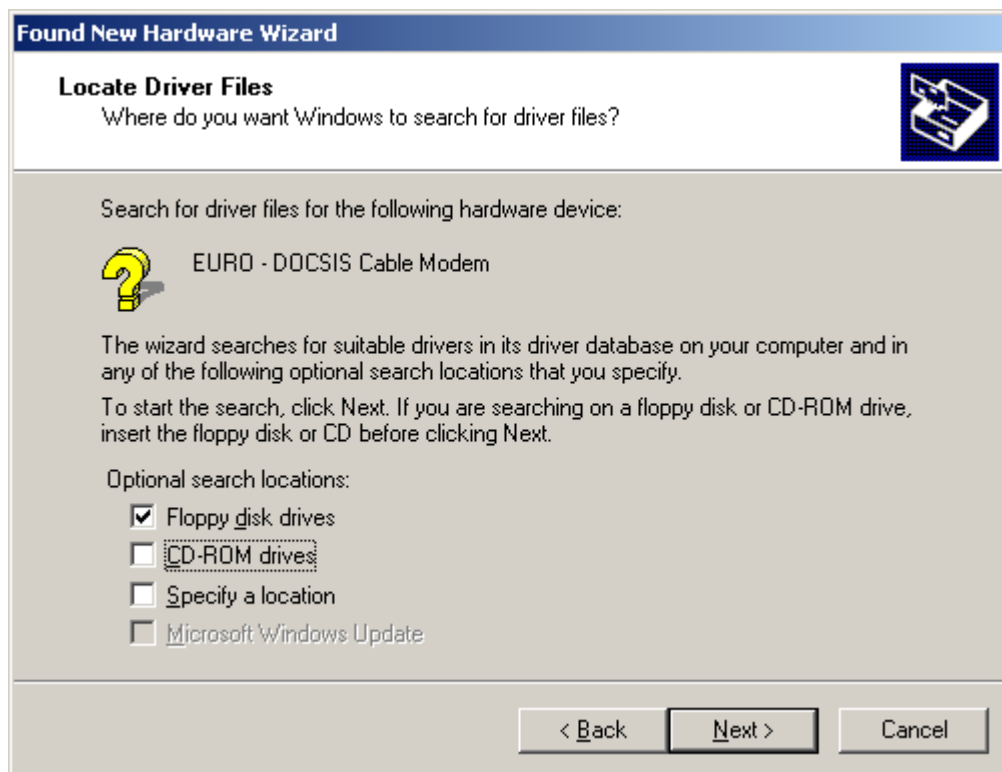 Found New Hardware Wizard
Locate Driver Files
Where do you want Windows to search for driver files?
Search for driver files for the following hardware device:
EURO - DOCSIS Cable Modem
The wizard searches for suitable drivers in its driver database on your computer and in
any of the following optional search locations that you specify.
To start the search, click Next. If you are searching on a floppy disk or CD-ROM drive,
insert the floppy disk or CD before clicking Next.
Optional search locations:
Floppy disk drives
CD-ROM drives
Specify a location
Microsoft Windows Update
< Back Next > Cancel